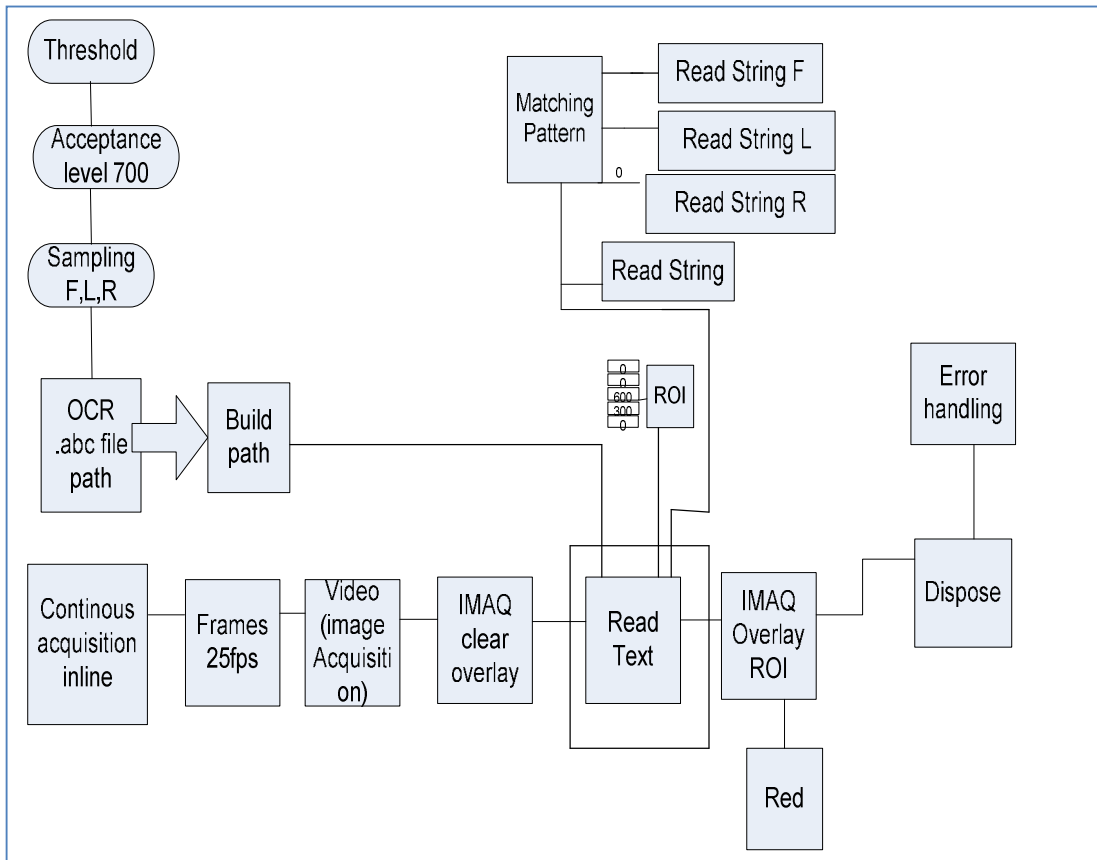 Threshold
Acceptance
level 700
Sampling
F,L,R
OCR
.abc file
path
Build
path
Matching
Pattern
Read String F
Read String L
0
Read String R
Read String
0
0
600
300
0
ROI
Error
handling
Continous
acquisition
inline
Frames
25fps
Video
(image
Acquisiti
on)
IMAQ
clear
overlay
Read
Text
IMAQ
Overlay
ROI
Dispose
Red